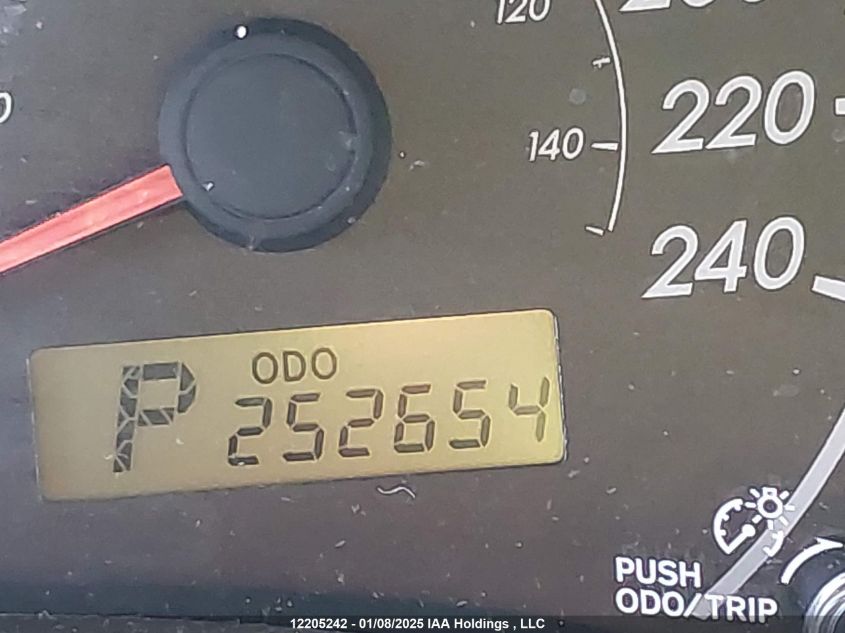 120
140
220
240
P
ODO
252654
PUSH
ODO/TRIP
12205242 - 01/08/2025 IAA Holdings , LLC